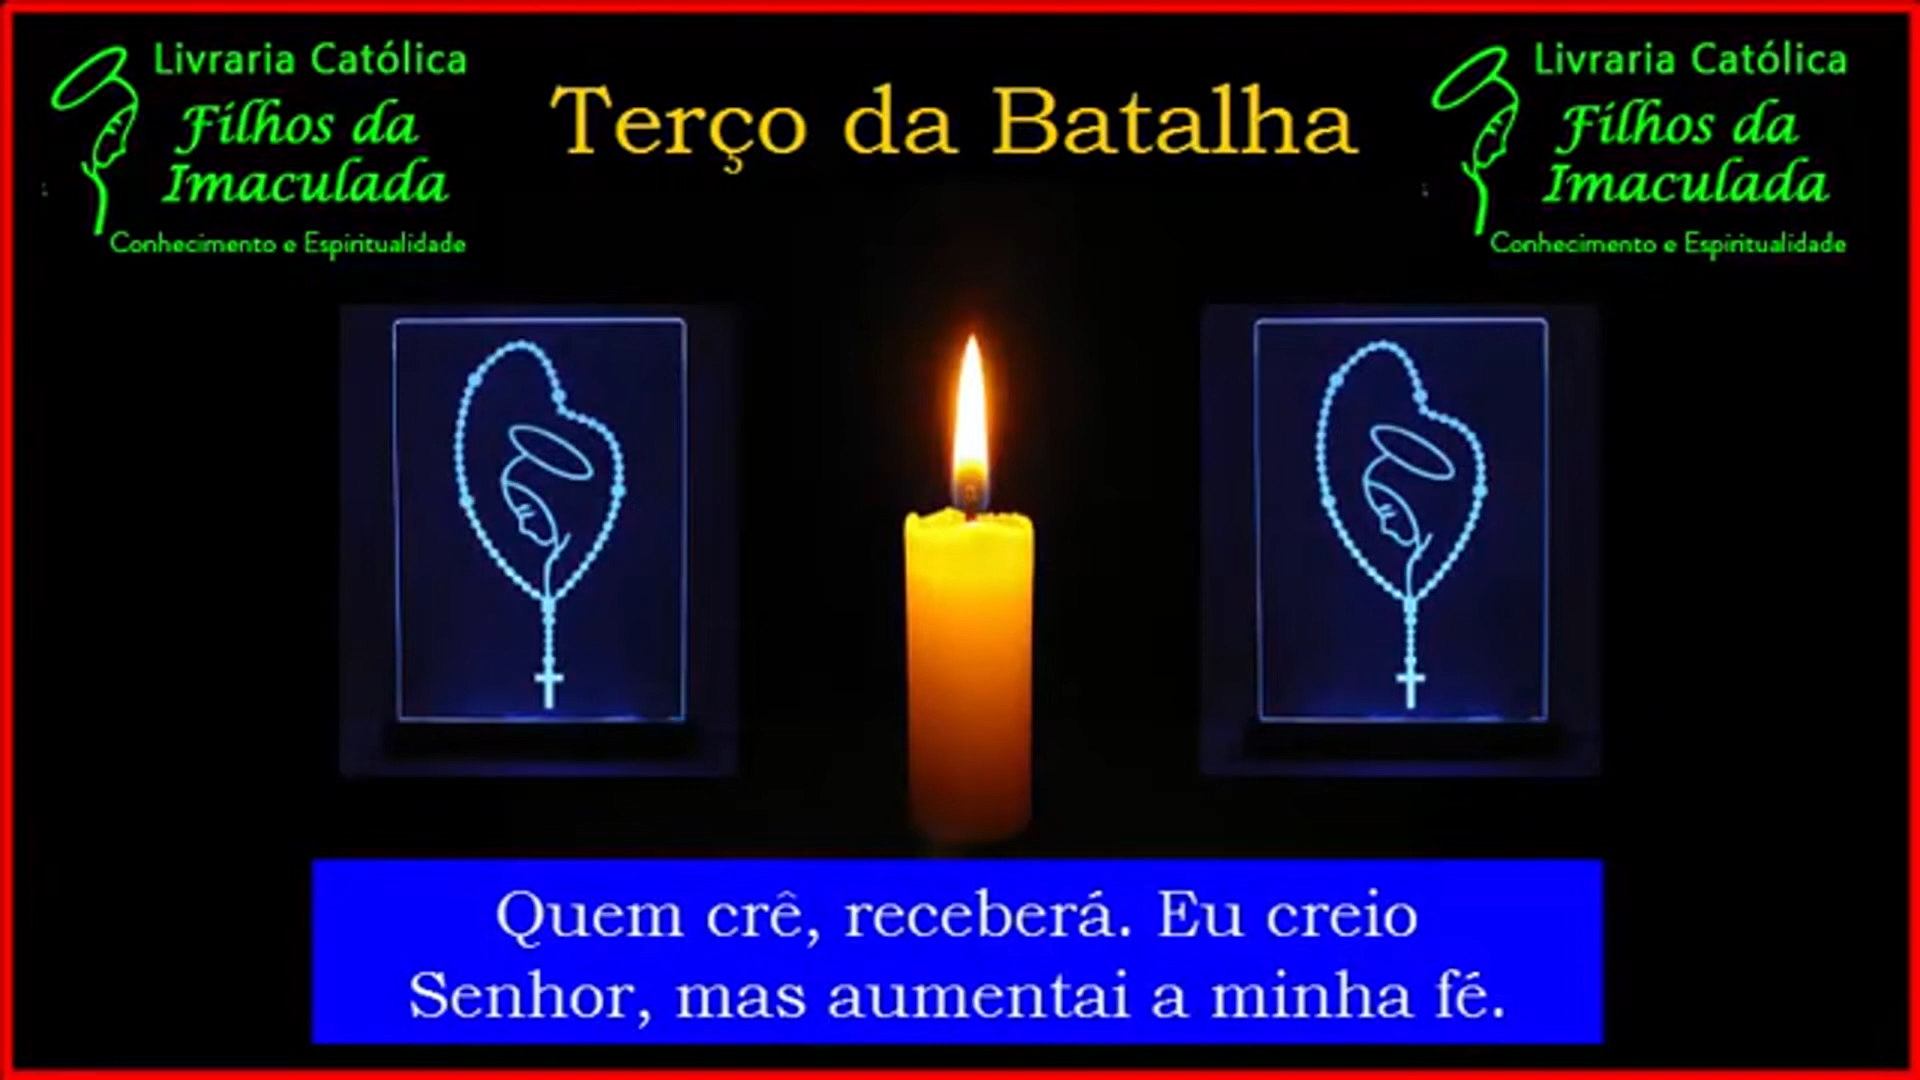 Livraria Católica
Filhos da
Imaculada
Conhecimento e Espiritualidade
Terço da Batalha
Livraria Católica
Filhos da
Imaculada
Conhecimento e Espiritualidade
Quem crê, receberá. Eu creio
Senhor, mas aumentai a minha fé.